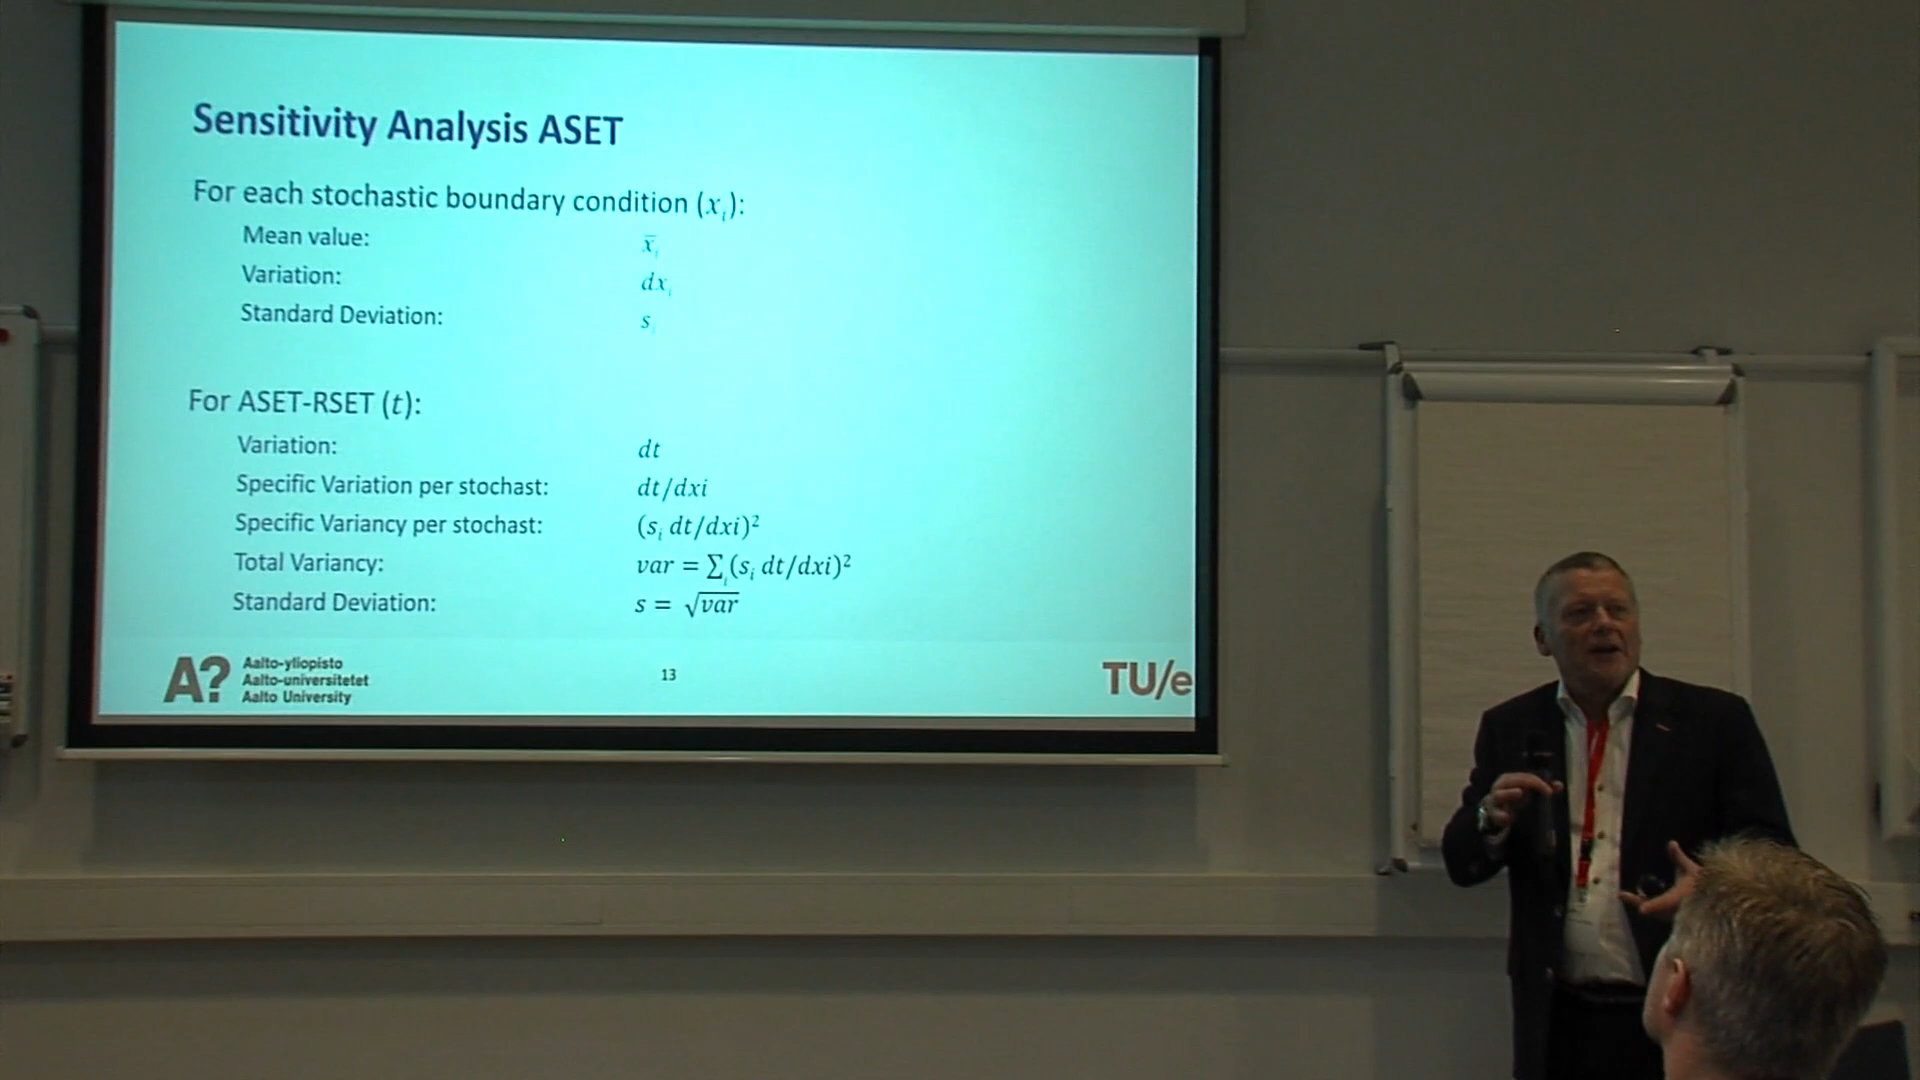 Sensitivity Analysis ASET
For each stochastic boundary condition (xᵢ):
Mean value: x̄ᵢ
Variation: dxᵢ
Standard Deviation: sᵢ
For ASET-RSET (t):
Variation: dt
Specific Variation per stochast: dt/dxi
Specific Variancy per stochast: (sᵢ dt/dxi)²
Total Variancy: var = ∑ᵢ(sᵢ dt/dxi)²
Standard Deviation: s = √var
A? Aalto-yliopisto
Aalto-universitetet
Aalto University
13
TU/e